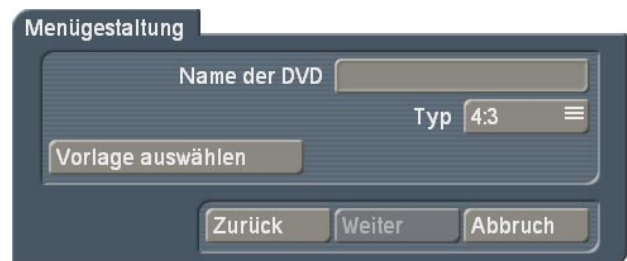 Menügestaltung
Name der DVD
Typ 4:3
Vorlage auswählen
Zurück Weiter Abbruch